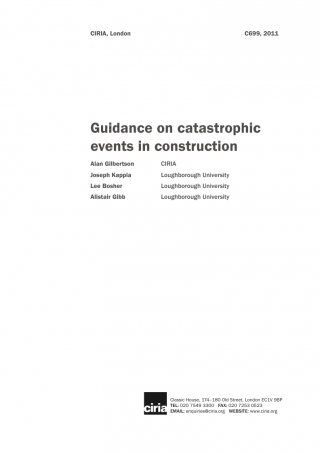 CIRIA, London C699, 2011
Guidance on catastrophic
events in construction
Alan Gilbertson CIRIA
Joseph Kappia Loughborough University
Lee Bosher Loughborough University
Alistair Gibb Loughborough University
ciria
Classic House, 174–180 Old Street, London EC1V 9BP
TEL: 020 7549 3300 FAX: 020 7253 0523
EMAIL: enquiries@ciria.org WEBSITE: www.ciria.org